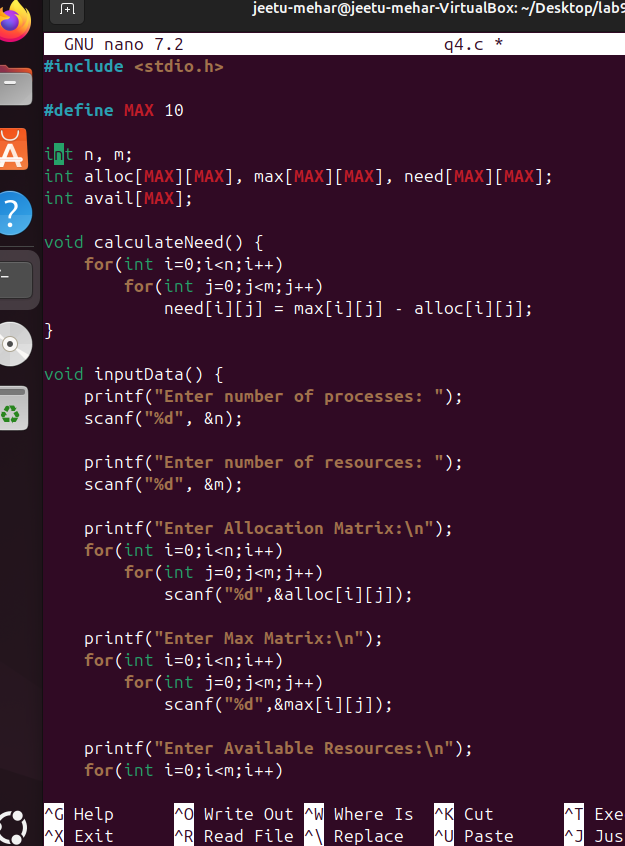 jeetu-mehar@jeetu-mehar-VirtualBox: ~/Desktop/lab9
GNU nano 7.2 q4.c *
#include <stdio.h>
#define MAX 10
int n, m;
int alloc[MAX][MAX], max[MAX][MAX], need[MAX][MAX];
int avail[MAX];
void calculateNeed() {
    for(int i=0;i<n;i++)
        for(int j=0;j<m;j++)
            need[i][j] = max[i][j] - alloc[i][j];
}
void inputData() {
    printf("Enter number of processes: ");
    scanf("%d", &n);
    printf("Enter number of resources: ");
    scanf("%d", &m);
    printf("Enter Allocation Matrix:\n");
    for(int i=0;i<n;i++)
        for(int j=0;j<m;j++)
            scanf("%d",&alloc[i][j]);
    printf("Enter Max Matrix:\n");
    for(int i=0;i<n;i++)
        for(int j=0;j<m;j++)
            scanf("%d",&max[i][j]);
    printf("Enter Available Resources:\n");
    for(int i=0;i<m;i++)
^G Help ^O Write Out ^W Where Is ^K Cut ^T Exe
^X Exit ^R Read File ^\ Replace ^U Paste ^J Jus